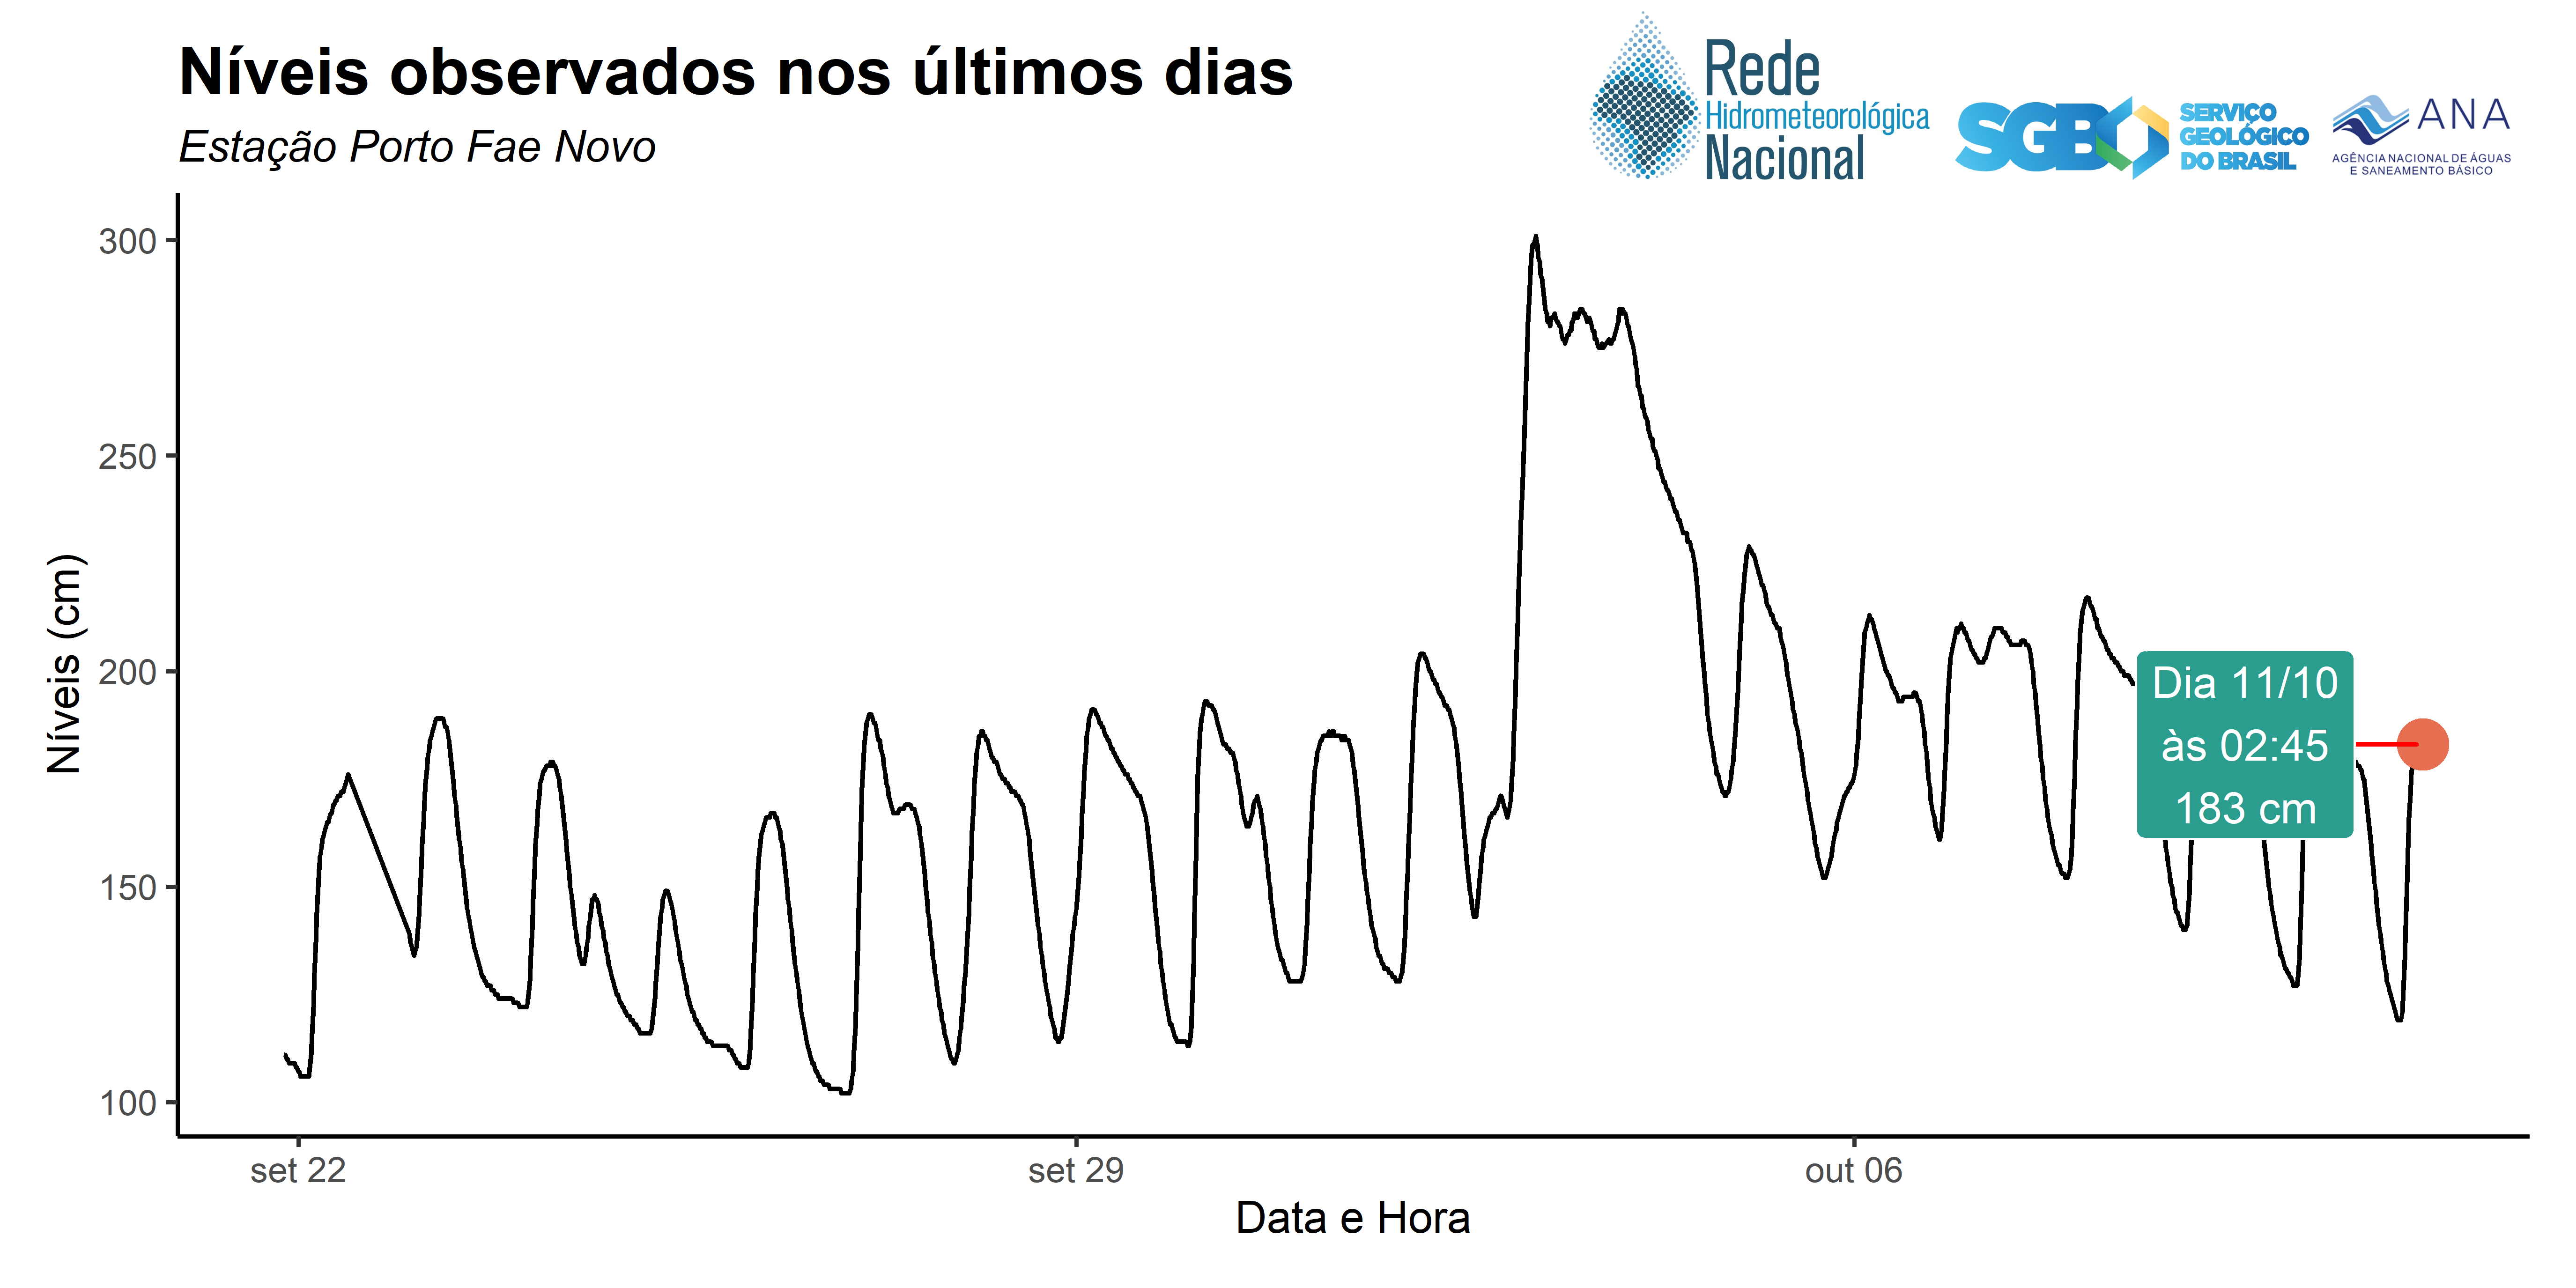 Níveis observados nos últimos dias
Estação Porto Fae Novo
Rede
Hidrometeorológica
Nacional
SGB
SERVIÇO
GEOLÓGICO
DO BRASIL
ANA
AGÊNCIA NACIONAL DE ÁGUAS
E SANEAMENTO BÁSICO
Níveis (cm)
300
250
200
150
100
Dia 11/10
às 02:45
183 cm
set 22
set 29
out 06
Data e Hora